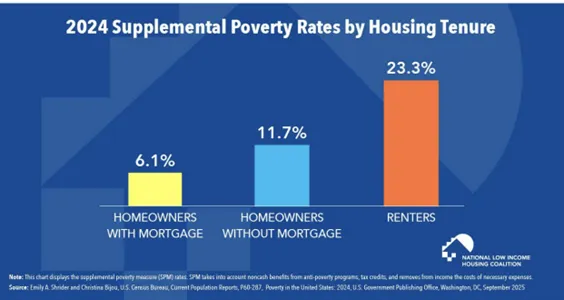 2024 Supplemental Poverty Rates by Housing Tenure
23.3%
11.7%
6.1%
HOMEOWNERS
WITH MORTGAGE
HOMEOWNERS
WITHOUT MORTGAGE
RENTERS
NATIONAL LOW INCOME
HOUSING COALITION
Note: This chart displays the supplemental poverty measure (SPM) rates. SPM takes into account noncash benefits from anti-poverty programs, tax credits, and removes from income the costs of necessary expenses.
Source: Emily A. Shrider and Christina Bijou, U.S. Census Bureau, Current Population Reports, P60-287, Poverty in the United States: 2024, U.S. Government Publishing Office, Washington, DC, September 2025